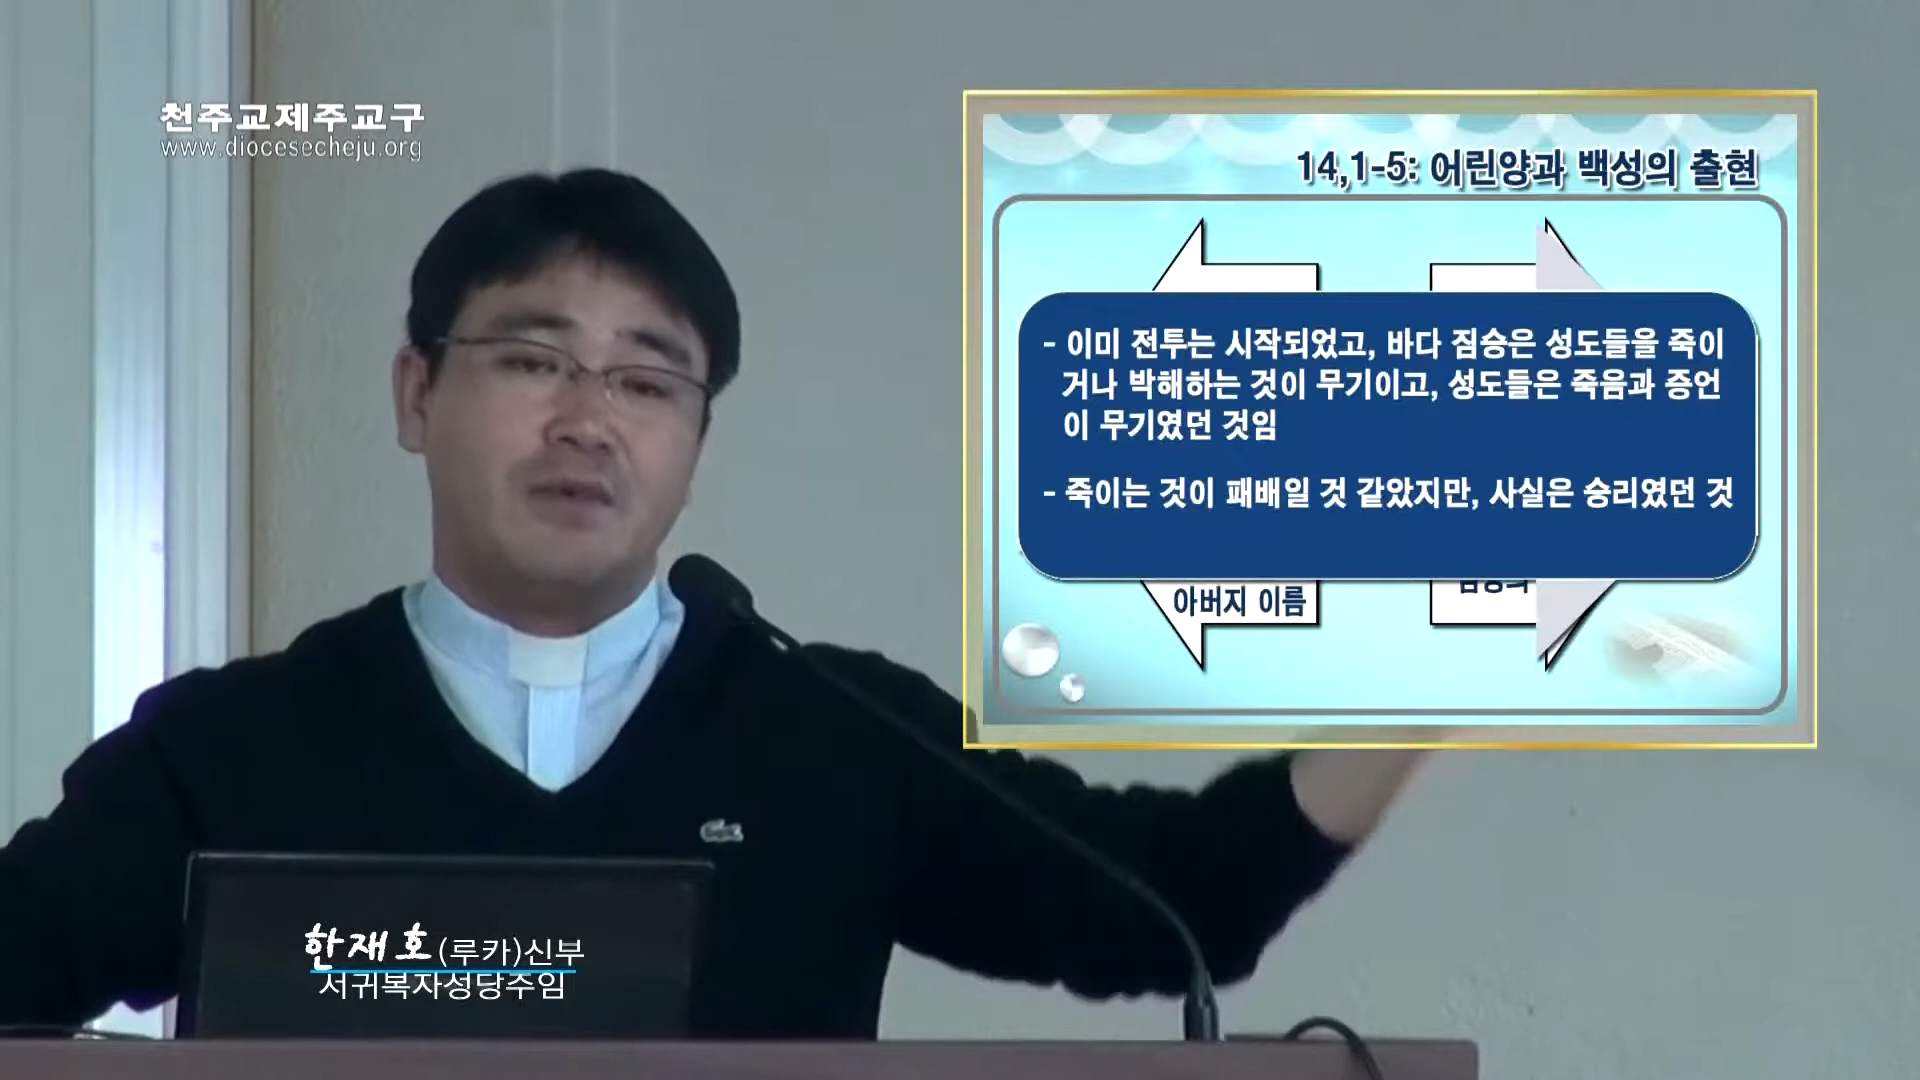 천주교제주교구
www.diocesecheju.org
14,1-5: 어린양과 백성의 출현
- 이미 전투는 시작되었고, 바다 짐승은 성도들을 죽이
거나 박해하는 것이 무기이고, 성도들은 죽음과 증언
이 무기였던 것임
- 죽이는 것이 패배일 것 같았지만, 사실은 승리였던 것
아버지 이름
한재호(루카)신부
서귀복자성당주임